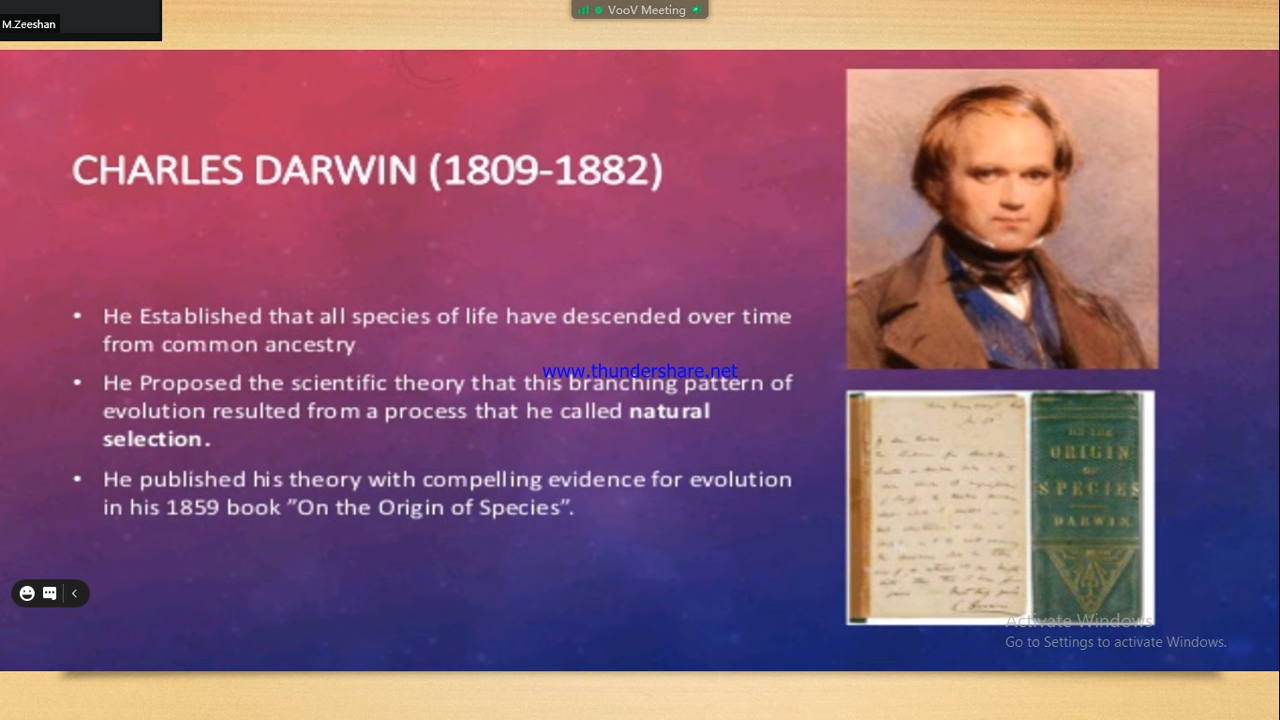 M.Zeeshan
VooV Meeting
CHARLES DARWIN (1809-1882)
• He Established that all species of life have descended over time
from common ancestry
www.thundershare.net
• He Proposed the scientific theory that this branching pattern of
evolution resulted from a process that he called natural
selection.
• He published his theory with compelling evidence for evolution
in his 1859 book ”On the Origin of Species”.
ON THE
ORIGIN
OF
SPECIES
DARWIN
Activate Windows
Go to Settings to activate Windows.